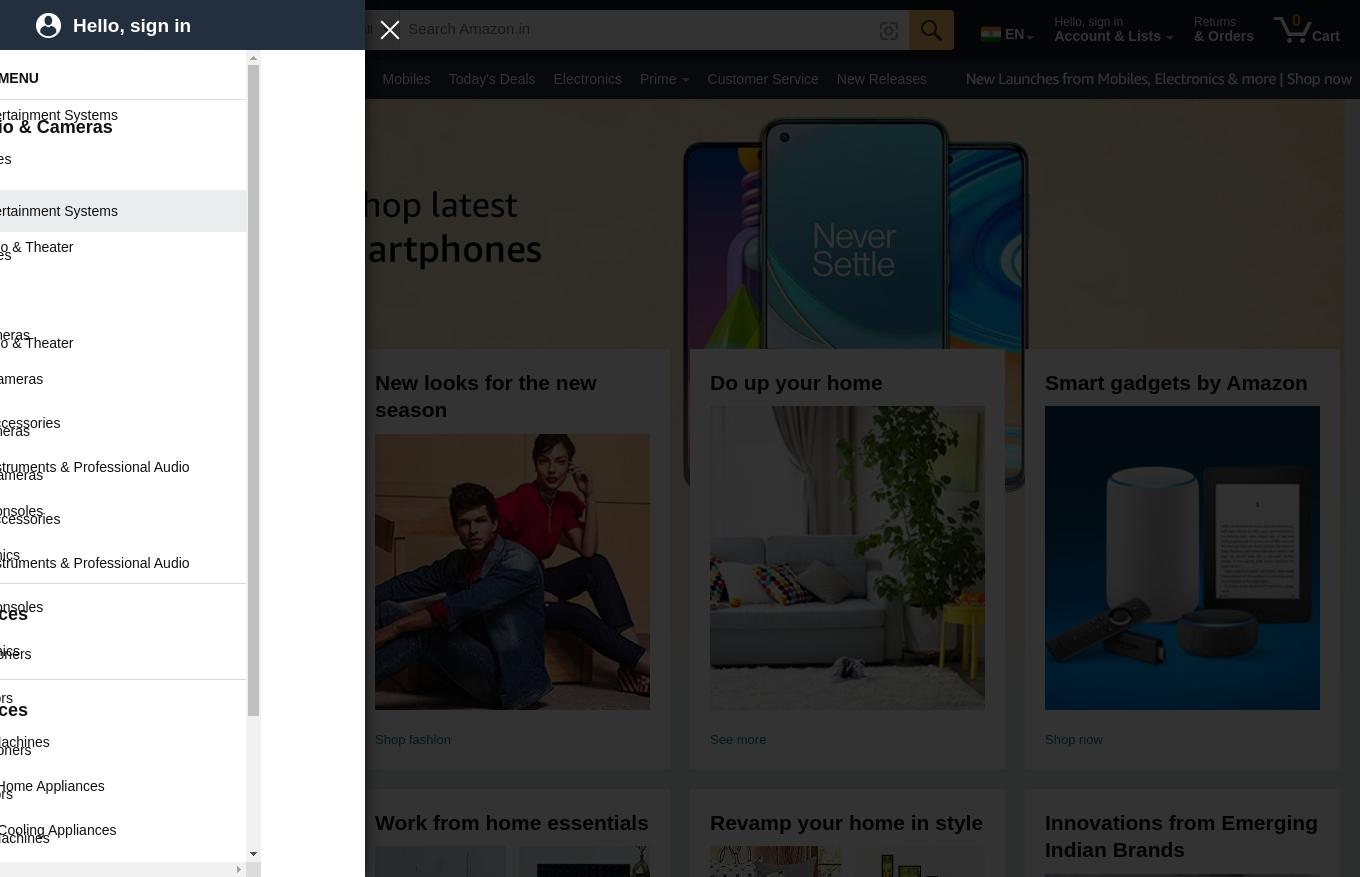 Hello, sign in
MENU
ertainment Systems
io & Cameras
es
ertainment Systems
o & Theater
es
neras
o & Theater
ameras
ccessories
neras
struments & Professional Audio
ameras
onsoles
ccessories
nics
struments & Professional Audio
onsoles
ces
nics
oners
ors
ces
achines
oners
Home Appliances
ors
Cooling Appliances
achines
All
Search Amazon.in
EN
Hello, sign in
Account & Lists
Returns
& Orders
0
Cart
Mobiles
Today's Deals
Electronics
Prime
Customer Service
New Releases
New Launches from Mobiles, Electronics & more | Shop now
hop latest
artphones
Never
Settle
New looks for the new
season
Shop fashion
Do up your home
See more
Smart gadgets by Amazon
Shop now
Work from home essentials
Revamp your home in style
Innovations from Emerging
Indian Brands